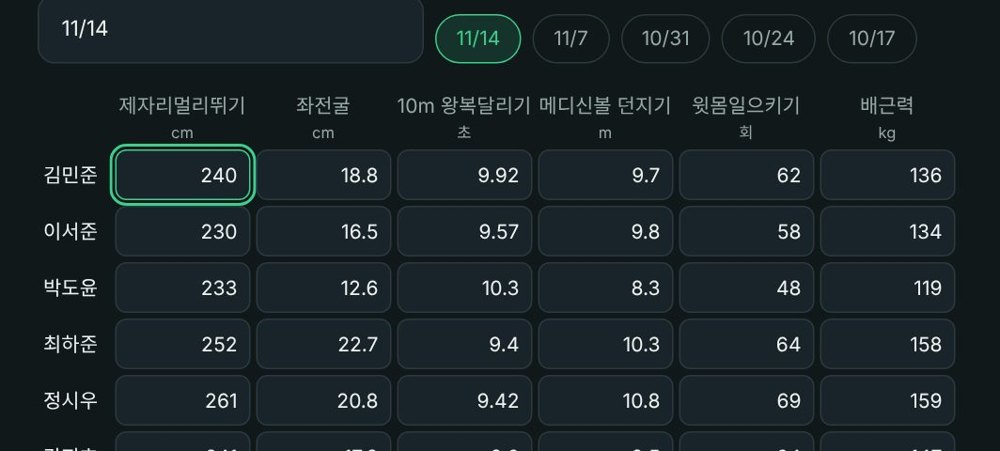 11/14
11/14 11/7 10/31 10/24 10/17
제자리멀리뛰기 좌전굴 10m 왕복달리기 메디신볼 던지기 윗몸일으키기 배근력
cm cm 초 m 회 kg
김민준 240 18.8 9.92 9.7 62 136
이서준 230 16.5 9.57 9.8 58 134
박도윤 233 12.6 10.3 8.3 48 119
최하준 252 22.7 9.4 10.3 64 158
정시우 261 20.8 9.42 10.8 69 159